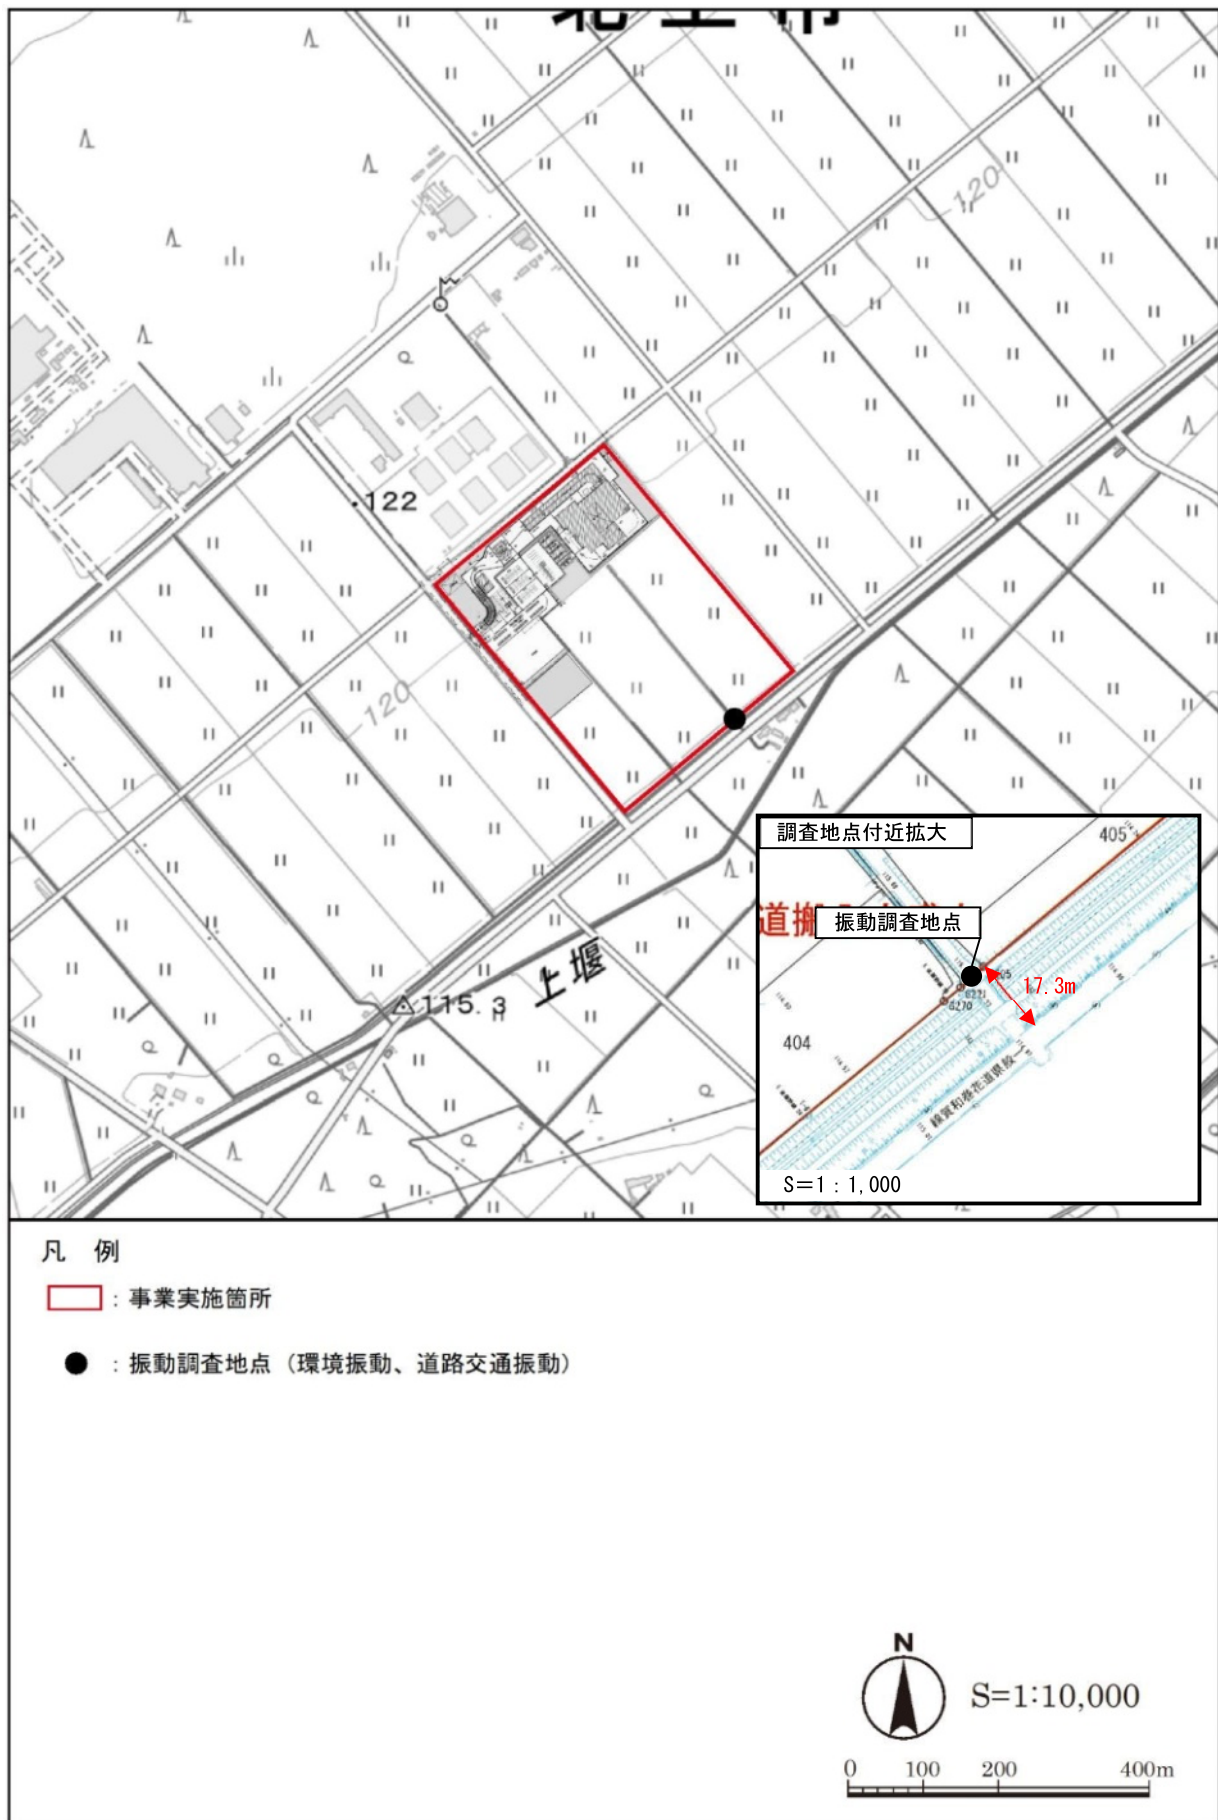 120
・122
120
上堰
115.3
調査地点付近拡大
405
振動調査地点
17.3m
6221
6270
404
S=1:1,000
凡 例
：事業実施箇所
：振動調査地点（環境振動、道路交通振動）
N
S=1:10,000
0 100 200 400m